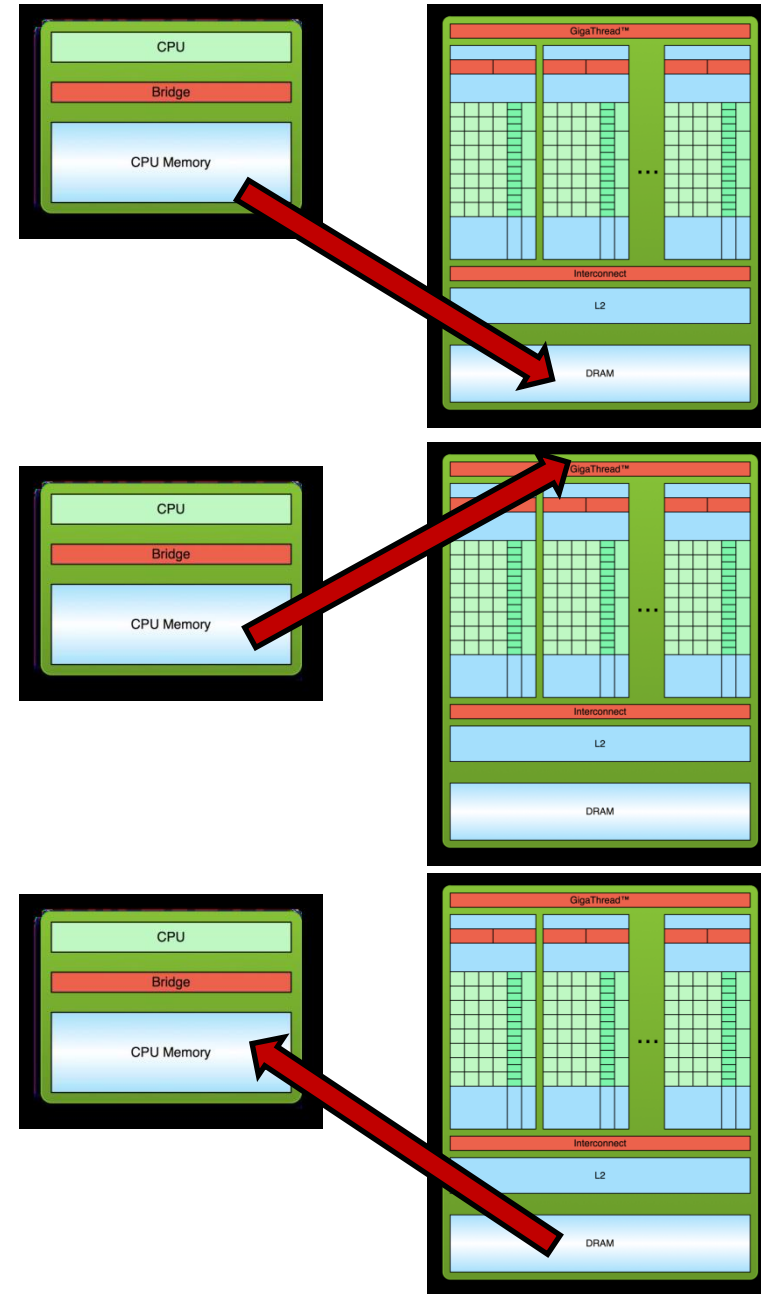 CPU
Bridge
CPU Memory
GigaThread™
...
Interconnect
L2
DRAM
CPU
Bridge
CPU Memory
GigaThread™
...
Interconnect
L2
DRAM
CPU
Bridge
CPU Memory
GigaThread™
...
Interconnect
L2
DRAM